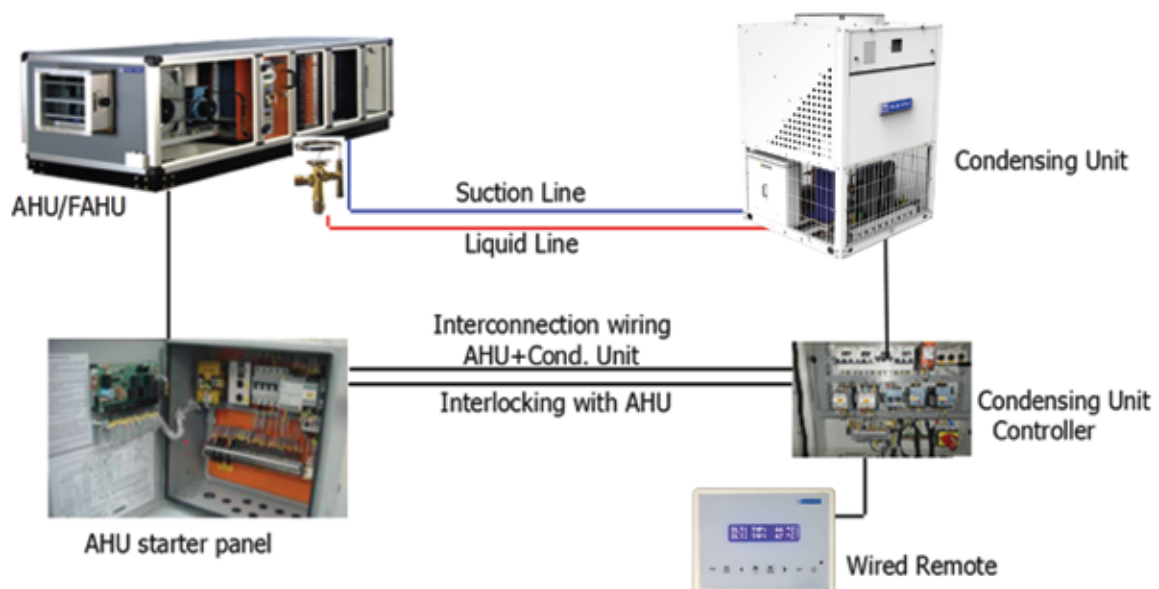 Condensing Unit
AHU/FAHU
Suction Line
Liquid Line
Interconnection wiring
AHU+Cond. Unit
Interlocking with AHU
Condensing Unit
Controller
AHU starter panel
Wired Remote